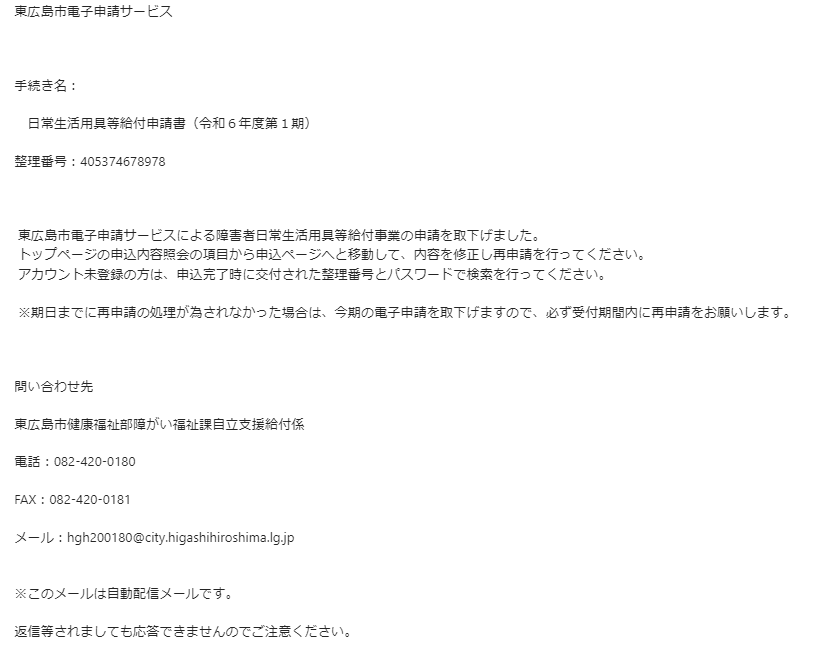 東広島市電子申請サービス
手続き名：
日常生活用具等給付申請書（令和６年度第１期）
整理番号：405374678978
東広島市電子申請サービスによる障害者日常生活用具等給付事業の申請を取下げました。
トップページの申込内容照会の項目から申込ページへと移動して、内容を修正し再申請を行ってください。
アカウント未登録の方は、申込完了時に交付された整理番号とパスワードで検索を行ってください。
※期日までに再申請の処理が為されなかった場合は、今期の電子申請を取下げますので、必ず受付期間内に再申請をお願いします。
問い合わせ先
東広島市健康福祉部障がい福祉課自立支援給付係
電話：082-420-0180
FAX：082-420-0181
メール：hgh200180@city.higashihiroshima.lg.jp
※このメールは自動配信メールです。
返信等されましても応答できませんのでご注意ください。